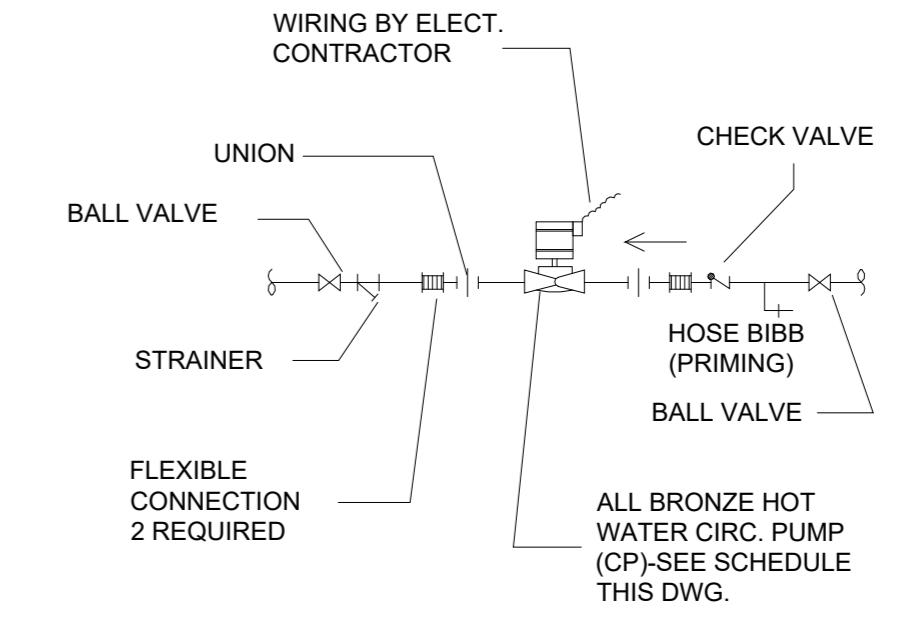 WIRING BY ELECT.
CONTRACTOR
UNION
CHECK VALVE
BALL VALVE
STRAINER
HOSE BIBB
(PRIMING)
BALL VALVE
FLEXIBLE
CONNECTION
2 REQUIRED
ALL BRONZE HOT
WATER CIRC. PUMP
(CP)-SEE SCHEDULE
THIS DWG.